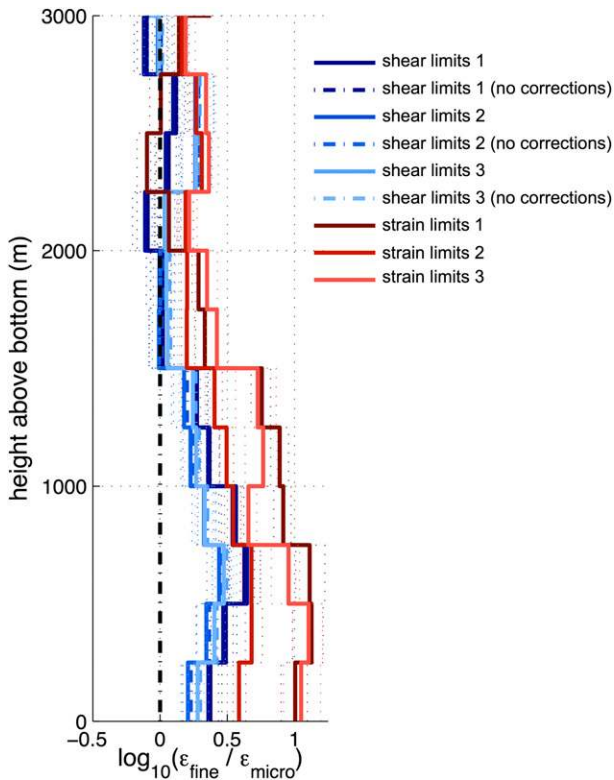 3000
2000
1000
0
height above bottom (m)
shear limits 1
shear limits 1 (no corrections)
shear limits 2
shear limits 2 (no corrections)
shear limits 3
shear limits 3 (no corrections)
strain limits 1
strain limits 2
strain limits 3
−0.5 0 0.5 1
log10(εfine / εmicro)